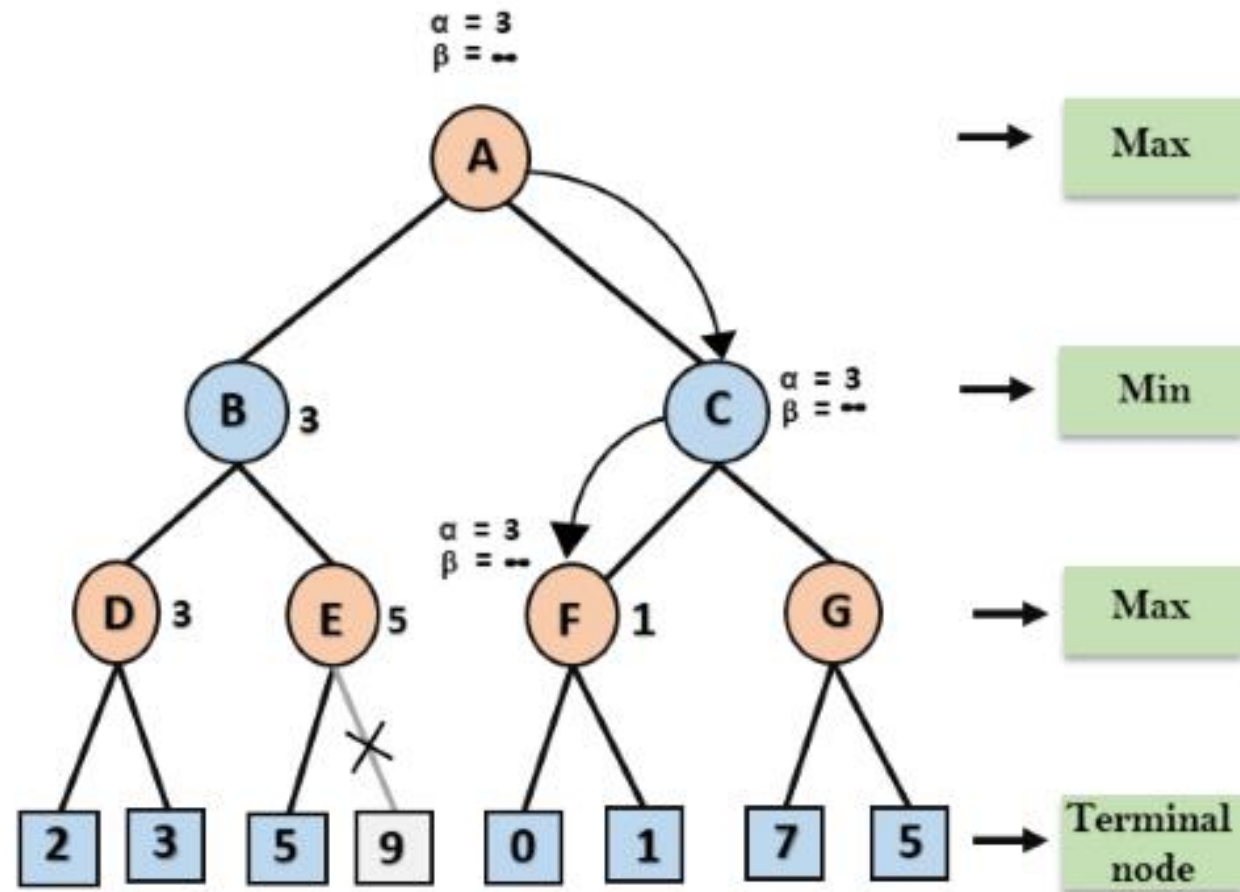 α = 3
β = ∞
A
Max
B
3
C
α = 3
β = ∞
Min
α = 3
β = ∞
D
3
E
5
F
1
G
Max
2
3
5
9
0
1
7
5
Terminal
node